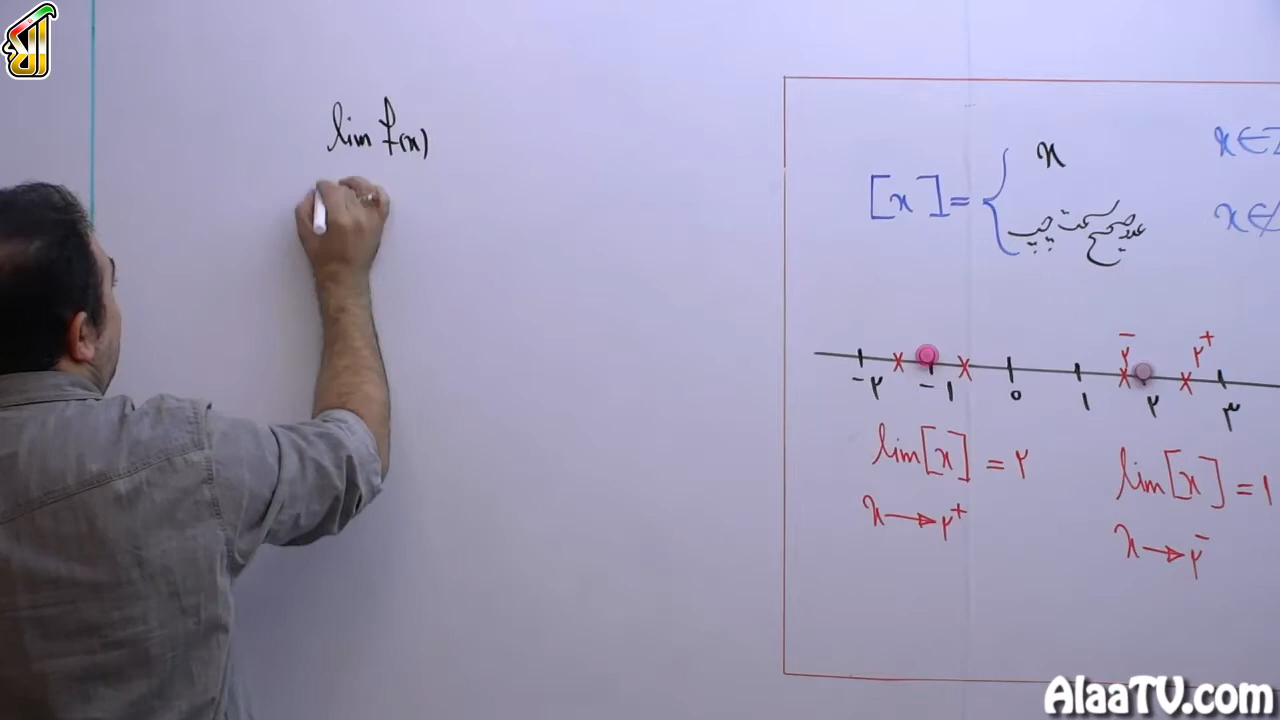 lim f(x)
[x] = { x   x∈Z
عدد صحیح سمت چپ   x∉
۲⁻ ۲⁺
-۲ -۱ ۰ ۱ ۲ ۳
lim [x] = ۲
x → ۲⁺
lim [x] = ۱
x → ۲⁻
AlaaTV.com